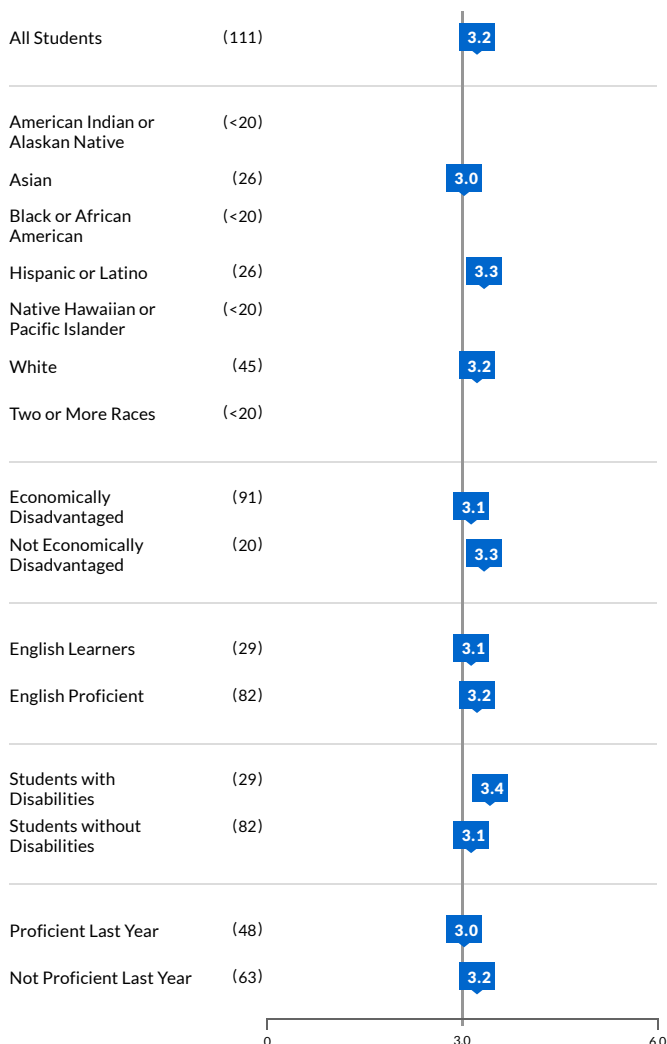 All Students (111) 3.2
American Indian or (<20)
Alaskan Native
Asian (26) 3.0
Black or African (<20)
American
Hispanic or Latino (26) 3.3
Native Hawaiian or (<20)
Pacific Islander
White (45) 3.2
Two or More Races (<20)
Economically (91) 3.1
Disadvantaged
Not Economically (20) 3.3
Disadvantaged
English Learners (29) 3.1
English Proficient (82) 3.2
Students with (29) 3.4
Disabilities
Students without (82) 3.1
Disabilities
Proficient Last Year (48) 3.0
Not Proficient Last Year (63) 3.2
0 3.0 6.0